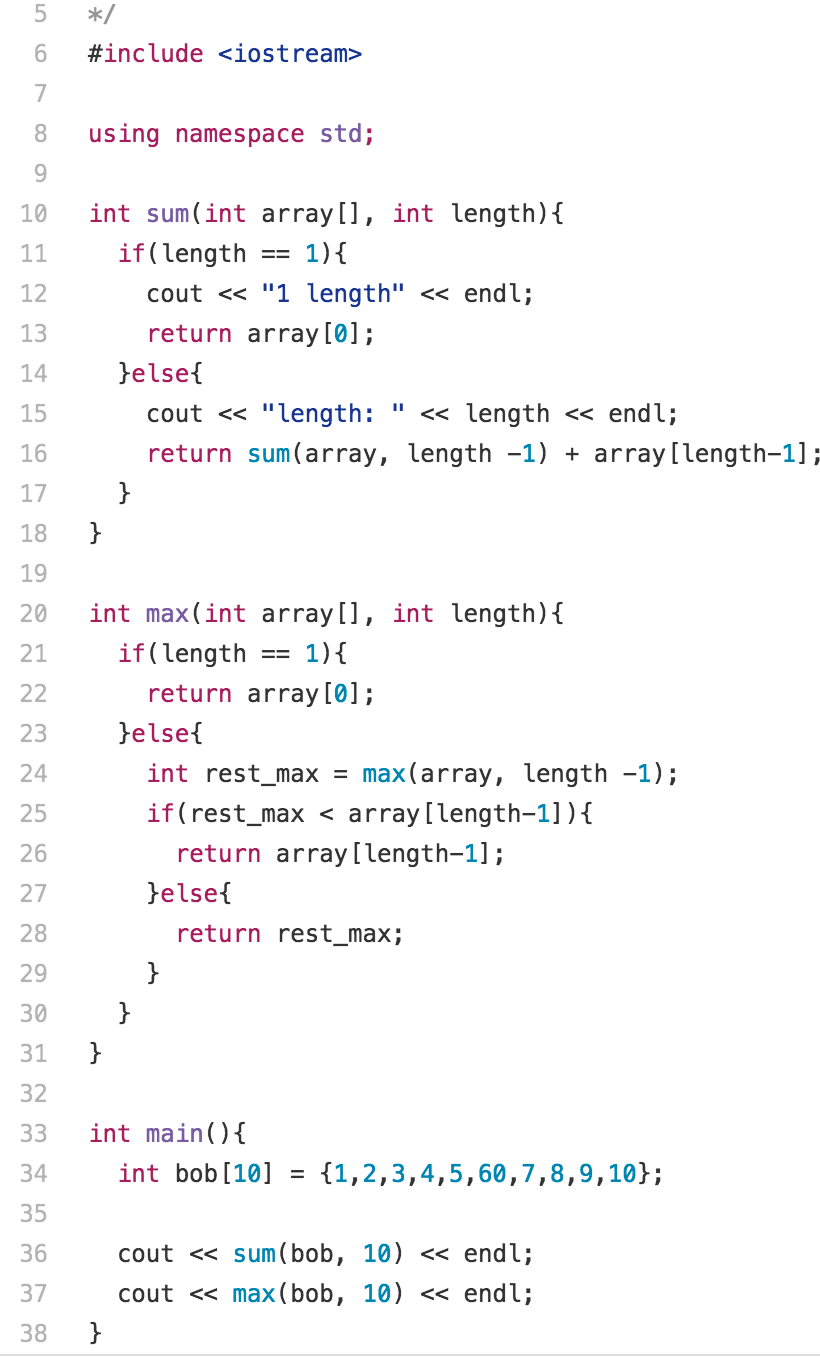 5 */
6 #include <iostream>
7
8 using namespace std;
9
10 int sum(int array[], int length){
11   if(length == 1){
12     cout << "1 length" << endl;
13     return array[0];
14   }else{
15     cout << "length: " << length << endl;
16     return sum(array, length -1) + array[length-1];
17   }
18 }
19
20 int max(int array[], int length){
21   if(length == 1){
22     return array[0];
23   }else{
24     int rest_max = max(array, length -1);
25     if(rest_max < array[length-1]){
26       return array[length-1];
27     }else{
28       return rest_max;
29     }
30   }
31 }
32
33 int main(){
34   int bob[10] = {1,2,3,4,5,60,7,8,9,10};
35
36   cout << sum(bob, 10) << endl;
37   cout << max(bob, 10) << endl;
38 }